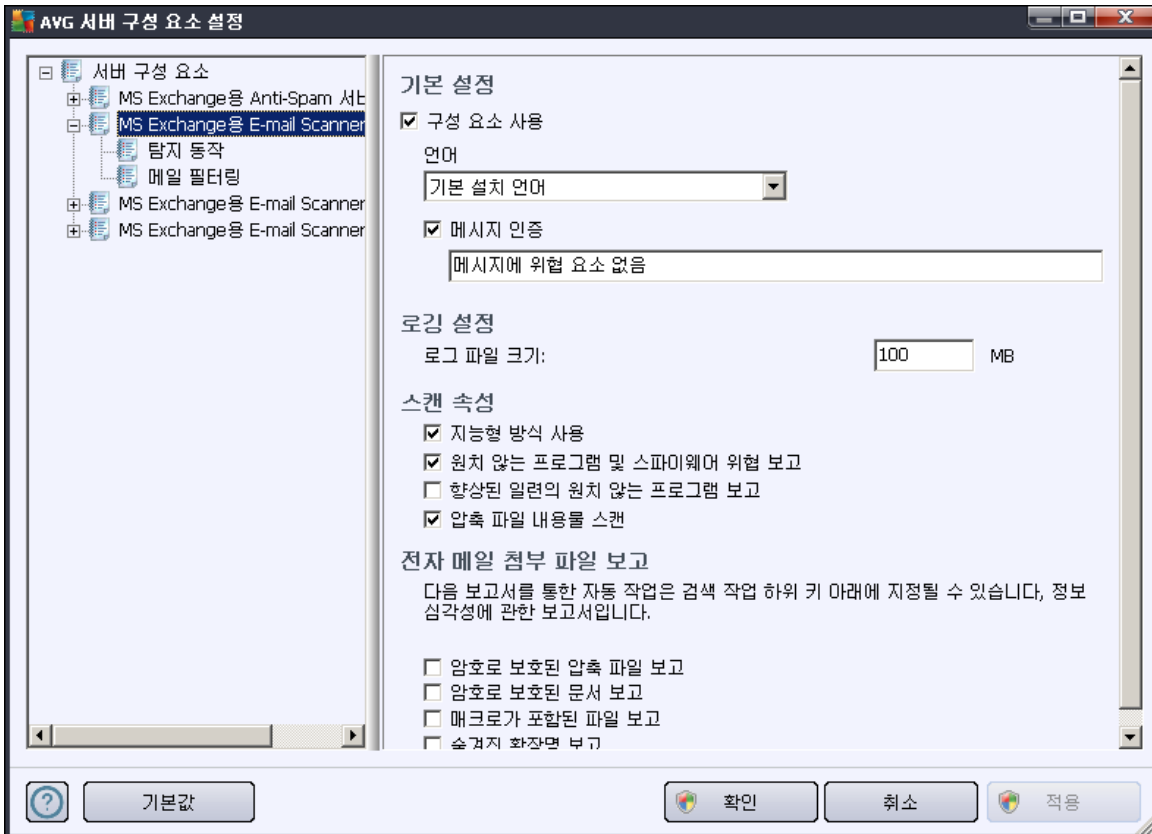 AVG 서버 구성 요소 설정
서버 구성 요소
MS Exchange용 Anti-Spam 서버
MS Exchange용 E-mail Scanner
탐지 동작
메일 필터링
MS Exchange용 E-mail Scanner
MS Exchange용 E-mail Scanner
기본 설정
구성 요소 사용
언어
기본 설치 언어
메시지 인증
메시지에 위협 요소 없음
로깅 설정
로그 파일 크기:
100 MB
스캔 속성
지능형 방식 사용
원치 않는 프로그램 및 스파이웨어 위협 보고
향상된 일련의 원치 않는 프로그램 보고
압축 파일 내용물 스캔
전자 메일 첨부 파일 보고
다음 보고서를 통한 자동 작업은 검색 작업 하위 키 아래에 지정될 수 있습니다, 정보
심각성에 관한 보고서입니다.
암호로 보호된 압축 파일 보고
암호로 보호된 문서 보고
매크로가 포함된 파일 보고
숨겨진 확장명 보고
기본값
확인
취소
적용